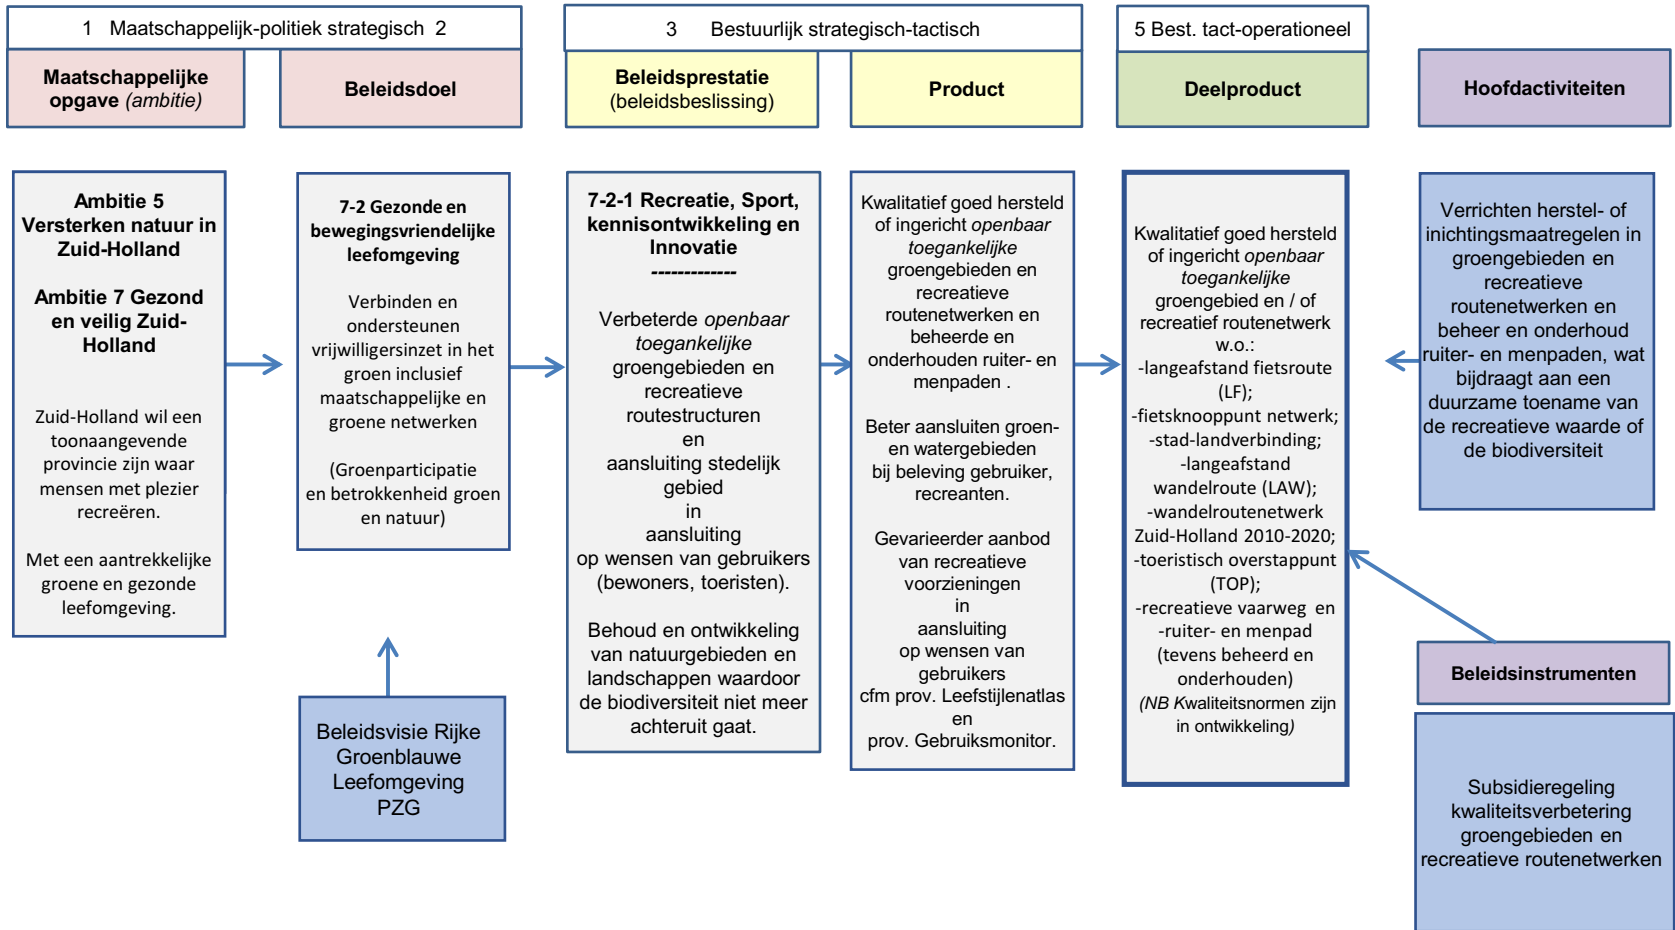 1 Maatschappelijk-politiek strategisch 2
3 Bestuurlijk strategisch-tactisch
5 Best. tact-operationeel
Maatschappelijke
opgave (ambitie)
Beleidsdoel
Beleidsprestatie
(beleidsbeslissing)
Product
Deelproduct
Hoofdactiviteiten
Ambitie 5
Versterken natuur in
Zuid-Holland
Ambitie 7 Gezond
en veilig Zuid-
Holland
Zuid-Holland wil een
toonaangevende
provincie zijn waar
mensen met plezier
recreëren.
Met een aantrekkelijke
groene en gezonde
leefomgeving.
7-2 Gezonde en
bewegingsvriendelijke
leefomgeving
Verbinden en
ondersteunen
vrijwilligersinzet in het
groen inclusief
maatschappelijke en
groene netwerken
(Groenparticipatie
en betrokkenheid groen
en natuur)
Beleidsvisie Rijke
Groenblauwe
Leefomgeving
PZG
7-2-1 Recreatie, Sport,
kennisontwikkeling en
Innovatie
-------------
Verbeterde openbaar
toegankelijke
groengebieden en
recreatieve
routestructuren
en
aansluiting stedelijk
gebied
in
aansluiting
op wensen van gebruikers
(bewoners, toeristen).
Behoud en ontwikkeling
van natuurgebieden en
landschappen waardoor
de biodiversiteit niet meer
achteruit gaat.
Kwalitatief goed hersteld
of ingericht openbaar
toegankelijke
groengebieden en
recreatieve
routenetwerken en
beheerde en
onderhouden ruiter- en
menpaden .
Beter aansluiten groen-
en watergebieden
bij beleving gebruiker,
recreanten.
Gevarieerder aanbod
van recreatieve
voorzieningen
in
aansluiting
op wensen van
gebruikers
cfm prov. Leefstijlenatlas
en
prov. Gebruiksmonitor.
Kwalitatief goed hersteld
of ingericht openbaar
toegankelijke
groengebied en / of
recreatief routenetwerk
w.o.:
-langeafstand fietsroute
(LF);
-fietsknooppunt netwerk;
-stad-landverbinding;
-langeafstand
wandelroute (LAW);
-wandelroutenetwerk
Zuid-Holland 2010-2020;
-toeristisch overstappunt
(TOP);
-recreatieve vaarweg en
-ruiter- en menpad
(tevens beheerd en
onderhouden)
(NB Kwaliteitsnormen zijn
in ontwikkeling)
Verrichten herstel- of
inichtingsmaatregelen in
groengebieden en
recreatieve
routenetwerken en
beheer en onderhoud
ruiter- en menpaden, wat
bijdraagt aan een
duurzame toename van
de recreatieve waarde of
de biodiversiteit
Beleidsinstrumenten
Subsidieregeling
kwaliteitsverbetering
groengebieden en
recreatieve routenetwerken